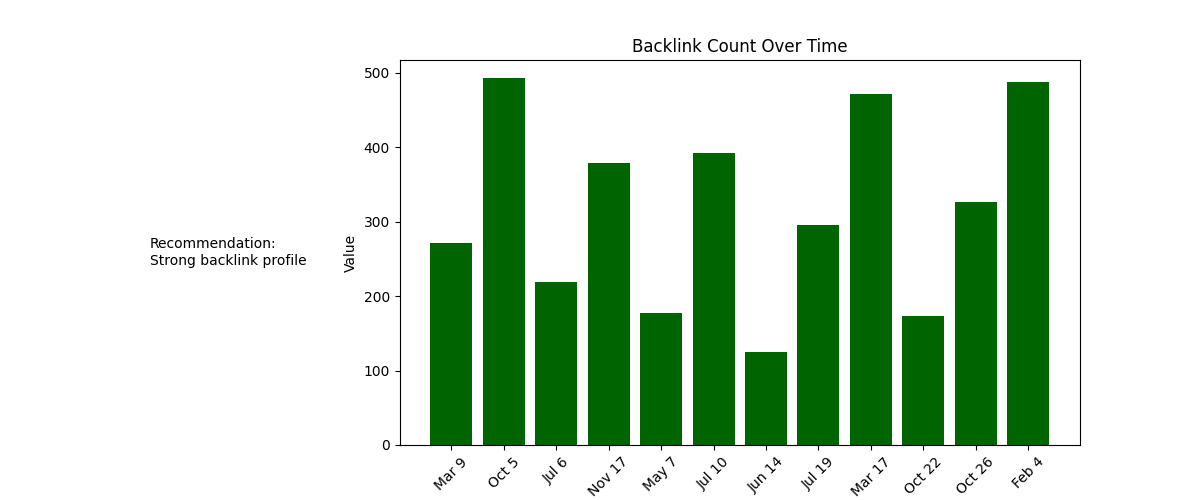 Backlink Count Over Time
Recommendation:
Strong backlink profile
Value
500
400
300
200
100
0
Mar 9
Oct 5
Jul 6
Nov 17
May 7
Jul 10
Jun 14
Jul 19
Mar 17
Oct 22
Oct 26
Feb 4